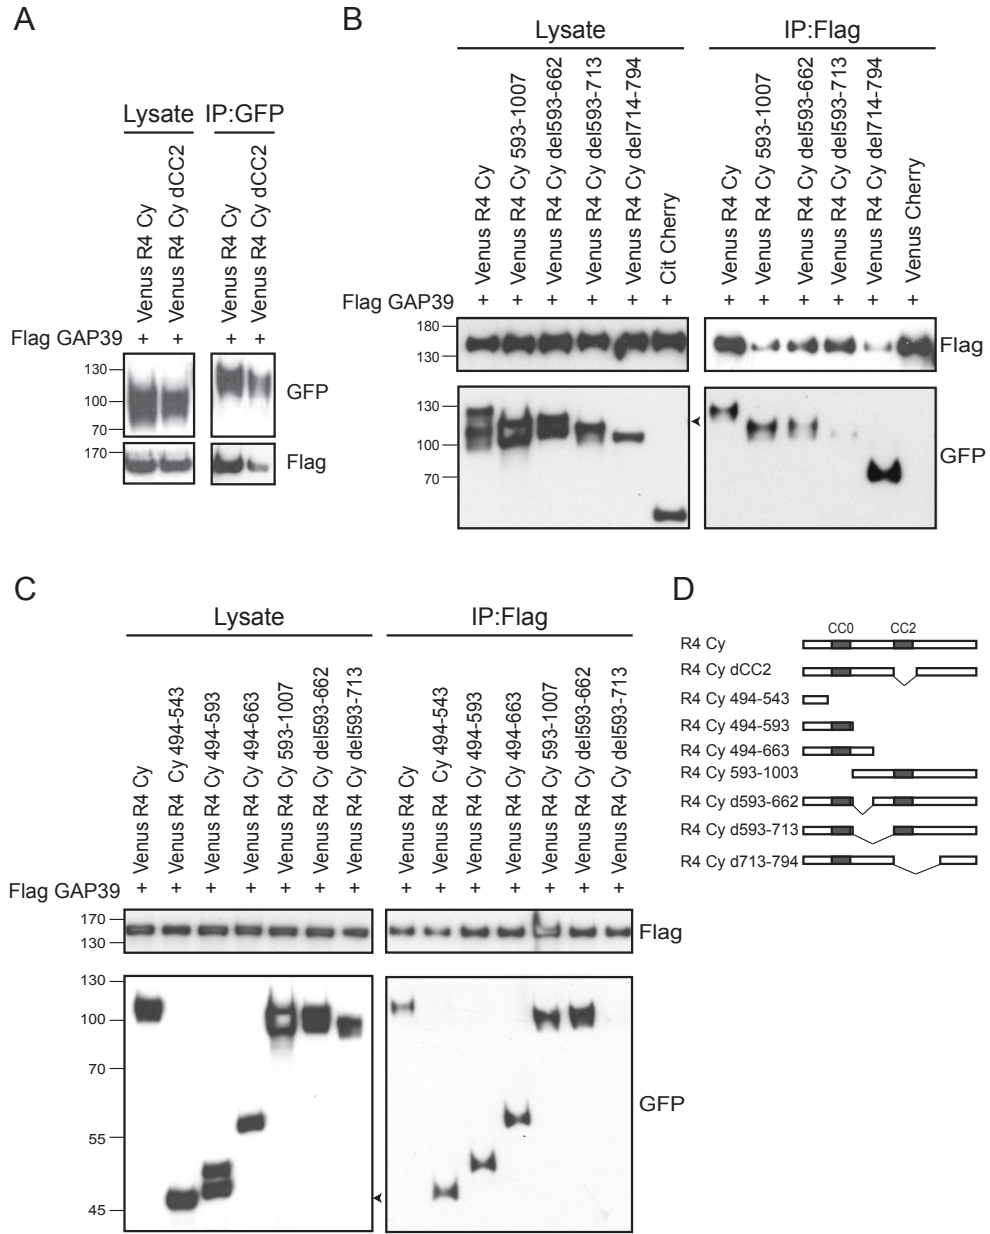 A
Lysate IP:GFP
Venus R4 Cy
Venus R4 Cy dCC2
Venus R4 Cy
Venus R4 Cy dCC2
Flag GAP39 + + + +
130
100
70
GFP
170
Flag
B
Lysate IP:Flag
Venus R4 Cy
Venus R4 Cy 593-1007
Venus R4 Cy del593-662
Venus R4 Cy del593-713
Venus R4 Cy del714-794
Cit Cherry
Venus R4 Cy
Venus R4 Cy 593-1007
Venus R4 Cy del593-662
Venus R4 Cy del593-713
Venus R4 Cy del714-794
Venus Cherry
Flag GAP39 + + + + + + + + + + + +
180
130
Flag
130
100
70
GFP
C
Lysate IP:Flag
Venus R4 Cy
Venus R4 Cy 494-543
Venus R4 Cy 494-593
Venus R4 Cy 494-663
Venus R4 Cy 593-1007
Venus R4 Cy del593-662
Venus R4 Cy del593-713
Venus R4 Cy
Venus R4 Cy 494-543
Venus R4 Cy 494-593
Venus R4 Cy 494-663
Venus R4 Cy 593-1007
Venus R4 Cy del593-662
Venus R4 Cy del593-713
Flag GAP39 + + + + + + + + + + + + + +
170
130
Flag
130
100
70
55
45
GFP
D
CC0 CC2
R4 Cy
R4 Cy dCC2
R4 Cy 494-543
R4 Cy 494-593
R4 Cy 494-663
R4 Cy 593-1003
R4 Cy d593-662
R4 Cy d593-713
R4 Cy d713-794